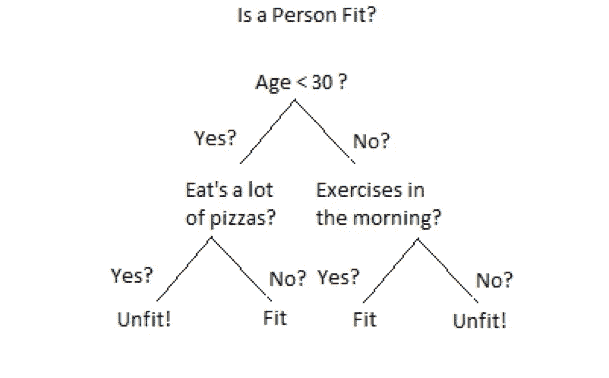 Is a Person Fit?
Age < 30 ?
Yes?
No?
Eat's a lot
of pizzas?
Exercises in
the morning?
Yes?
No?
Yes?
No?
Unfit!
Fit
Fit
Unfit!